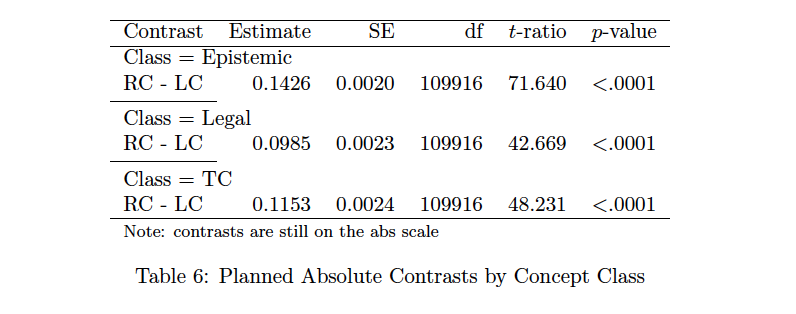 Contrast Estimate SE df t-ratio p-value
Class = Epistemic
RC - LC 0.1426 0.0020 109916 71.640 <.0001
Class = Legal
RC - LC 0.0985 0.0023 109916 42.669 <.0001
Class = TC
RC - LC 0.1153 0.0024 109916 48.231 <.0001
Note: contrasts are still on the abs scale
Table 6: Planned Absolute Contrasts by Concept Class